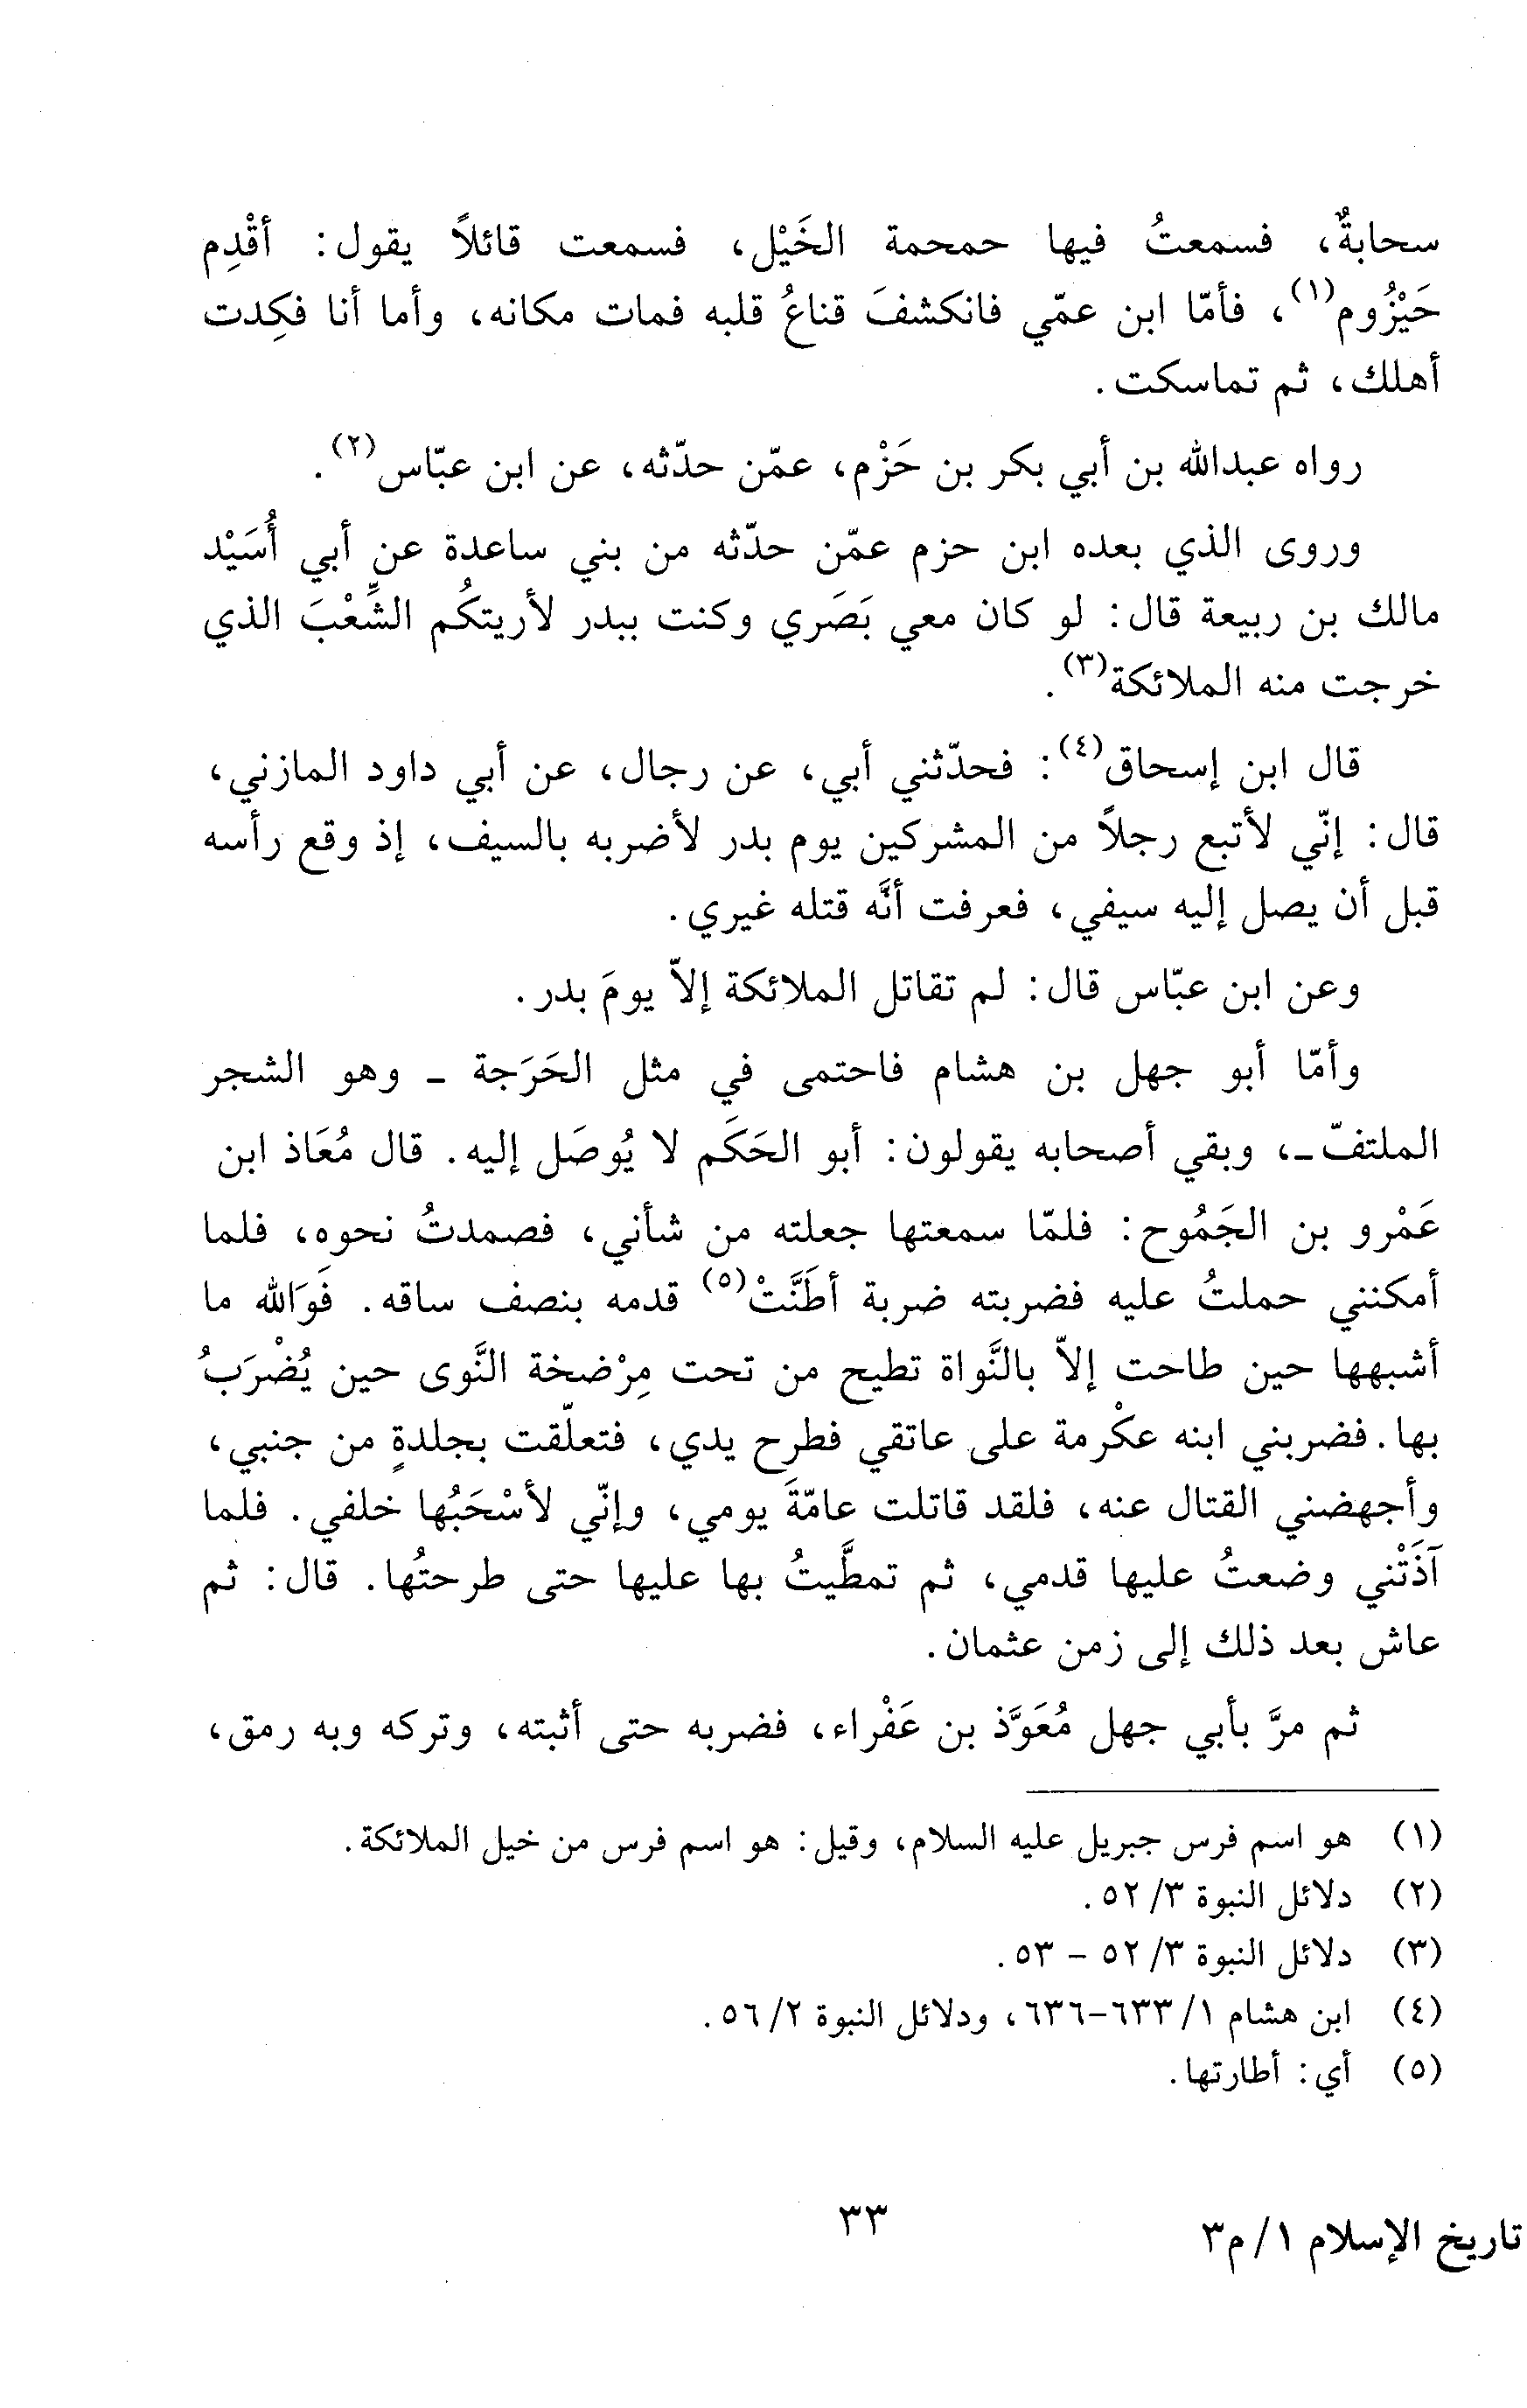 سحابةٌ، فسمعتُ فيها حمحمة الخَيْل، فسمعت قائلاً يقول: أقْدِم
حَيْزُوم(١)، فأمّا ابن عمّي فانكشفَ قناعُ قلبه فمات مكانه، وأما أنا فكِدت
أهلك، ثم تماسكت.
رواه عبدالله بن أبي بكر بن حَزْم، عمّن حدّثه، عن ابن عبّاس(٢).
وروى الذي بعده ابن حزم عمّن حدّثه من بني ساعدة عن أبي أُسَيْد
مالك بن ربيعة قال: لو كان معي بَصَري وكنت ببدر لأريتكُم الشِّعْبَ الذي
خرجت منه الملائكة(٣).
قال ابن إسحاق(٤): فحدّثني أبي، عن رجال، عن أبي داود المازني،
قال: إنّي لأتبع رجلاً من المشركين يوم بدر لأضربه بالسيف، إذ وقع رأسه
قبل أن يصل إليه سيفي، فعرفت أنَّه قتله غيري.
وعن ابن عبّاس قال: لم تقاتل الملائكة إلاّ يومَ بدر.
وأمّا أبو جهل بن هشام فاحتمى في مثل الحَرَجة ـ وهو الشجر
الملتفّ ـ، وبقي أصحابه يقولون: أبو الحَكَم لا يُوصَل إليه. قال مُعَاذ ابن
عَمْرو بن الجَمُوح: فلمّا سمعتها جعلته من شأني، فصمدتُ نحوه، فلما
أمكنني حملتُ عليه فضربته ضربة أطَنَّتْ(٥) قدمه بنصف ساقه. فَوَالله ما
أشبهها حين طاحت إلاّ بالنَّواة تطيح من تحت مِرْضخة النَّوى حين يُضْرَبُ
بها. فضربني ابنه عكْرمة على عاتقي فطرح يدي، فتعلّقت بجلدةٍ من جنبي،
وأجهضني القتال عنه، فلقد قاتلت عامّةَ يومي، وإنّي لأسْحَبُها خلفي. فلما
آذَتْني وضعتُ عليها قدمي، ثم تمطَّيتُ بها عليها حتى طرحتُها. قال: ثم
عاش بعد ذلك إلى زمن عثمان.
ثم مرَّ بأبي جهل مُعَوَّذ بن عَفْراء، فضربه حتى أثبته، وتركه وبه رمق،
(١) هو اسم فرس جبريل عليه السلام، وقيل: هو اسم فرس من خيل الملائكة.
(٢) دلائل النبوة ٣/ ٥٢.
(٣) دلائل النبوة ٣/ ٥٢ – ٥٣.
(٤) ابن هشام ١/ ٦٣٣-٦٣٦، ودلائل النبوة ٢/ ٥٦.
(٥) أي: أطارتها.
٣٣
تاريخ الإسلام ١/ م٣